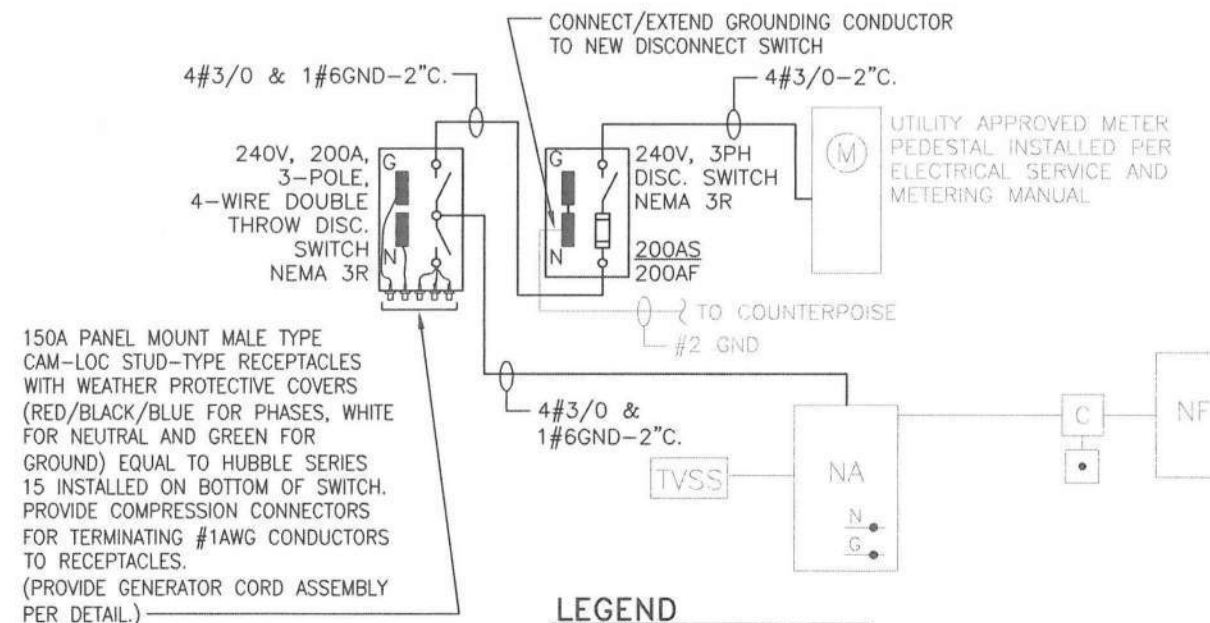 CONNECT/EXTEND GROUNDING CONDUCTOR
TO NEW DISCONNECT SWITCH
4#3/0 & 1#6GND-2"C.
4#3/0-2"C.
240V, 200A,
3-POLE,
4-WIRE DOUBLE
THROW DISC.
SWITCH
NEMA 3R
G
N
G
N
240V, 3PH
DISC. SWITCH
NEMA 3R
200AS
200AF
M
UTILITY APPROVED METER
PEDESTAL INSTALLED PER
ELECTRICAL SERVICE AND
METERING MANUAL
TO COUNTERPOISE
#2 GND
150A PANEL MOUNT MALE TYPE
CAM-LOC STUD-TYPE RECEPTACLES
WITH WEATHER PROTECTIVE COVERS
(RED/BLACK/BLUE FOR PHASES, WHITE
FOR NEUTRAL AND GREEN FOR
GROUND) EQUAL TO HUBBLE SERIES
15 INSTALLED ON BOTTOM OF SWITCH.
PROVIDE COMPRESSION CONNECTORS
FOR TERMINATING #1AWG CONDUCTORS
TO RECEPTACLES.
(PROVIDE GENERATOR CORD ASSEMBLY
PER DETAIL.)
4#3/0 &
1#6GND-2"C.
TVSS
NA
N
G
C
NF
LEGEND